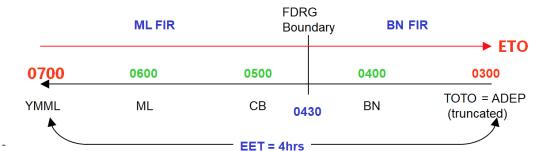 FDRG
Boundary
ML FIR
BN FIR
ETO
0700
0600
0500
0400
0300
YMML
ML
CB
0430
BN
TOTO = ADEP
(truncated)
EET = 4hrs
-